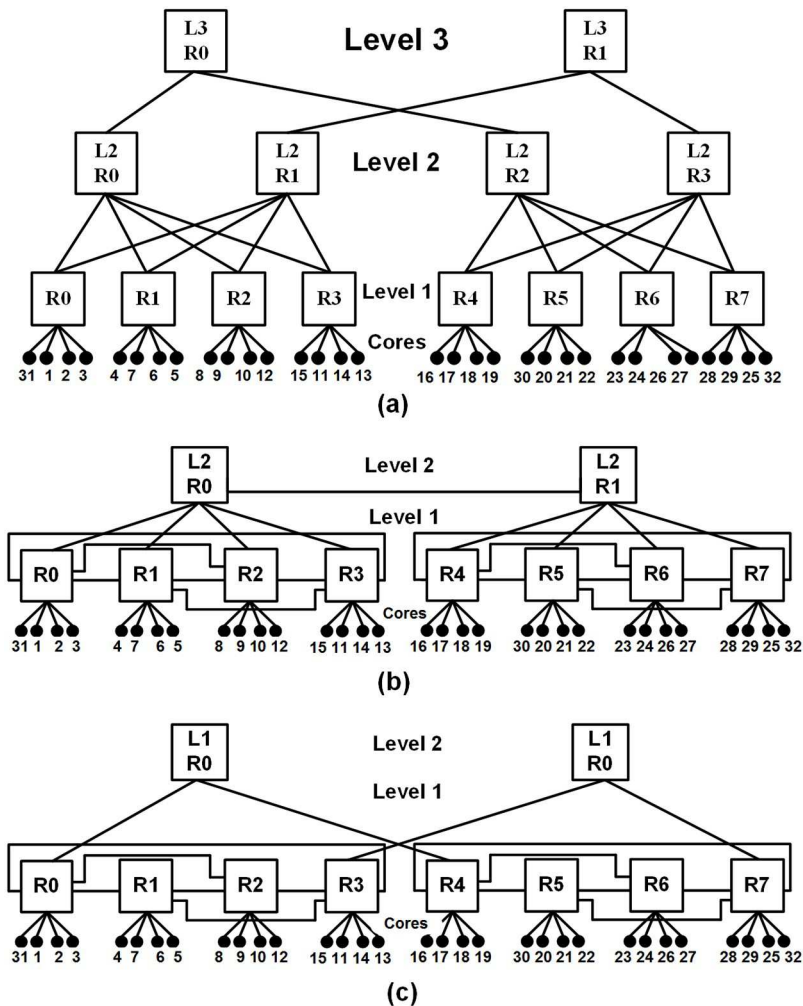 L3 R0 Level 3 L3 R1
L2 R0 L2 R1 Level 2 L2 R2 L2 R3
R0 R1 R2 R3 Level 1 R4 R5 R6 R7
Cores
31 1 2 3 4 7 6 5 8 9 10 12 15 11 14 13 16 17 18 19 30 20 21 22 23 24 26 27 28 29 25 32
(a)
L2 R0 Level 2 L2 R1
Level 1
R0 R1 R2 R3 R4 R5 R6 R7
Cores
31 1 2 3 4 7 6 5 8 9 10 12 15 11 14 13 16 17 18 19 30 20 21 22 23 24 26 27 28 29 25 32
(b)
L1 R0 Level 2 L1 R0
Level 1
R0 R1 R2 R3 R4 R5 R6 R7
Cores
31 1 2 3 4 7 6 5 8 9 10 12 15 11 14 13 16 17 18 19 30 20 21 22 23 24 26 27 28 29 25 32
(c)